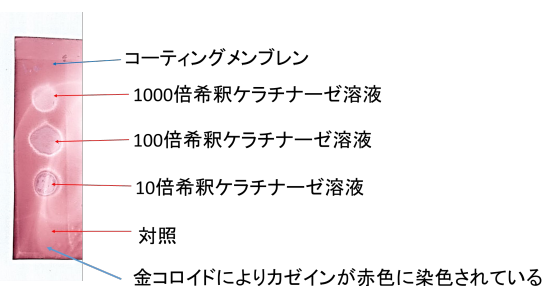 コーティングメンブレン
1000倍希釈ケラチナーゼ溶液
100倍希釈ケラチナーゼ溶液
10倍希釈ケラチナーゼ溶液
対照
金コロイドによりカゼインが赤色に染色されている